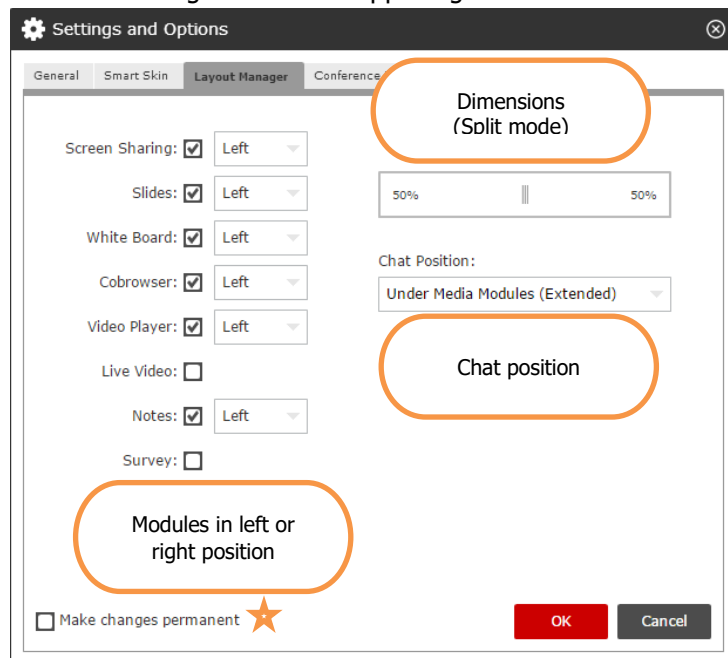 Settings and Options
General Smart Skin Layout Manager Conference
Dimensions
(Split mode)
Screen Sharing: Left
Slides: Left
50% 50%
White Board: Left
Chat Position:
Cobrowser: Left
Under Media Modules (Extended)
Video Player: Left
Live Video:
Chat position
Notes: Left
Survey:
Modules in left or
right position
Make changes permanent
OK Cancel